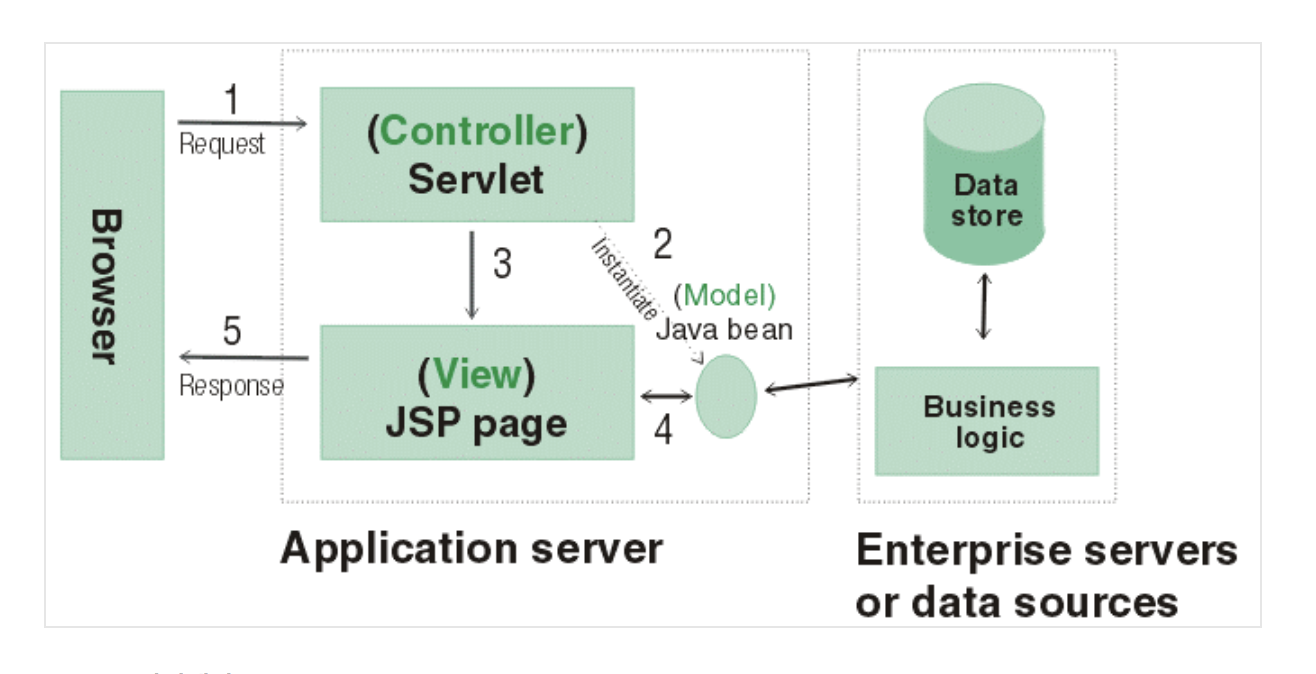 1
Request
Browser
(Controller)
Servlet
2
Instantiate
3
(Model)
Java bean
5
Response
(View)
JSP page
4
Data
store
Business
logic
Application server
Enterprise servers
or data sources